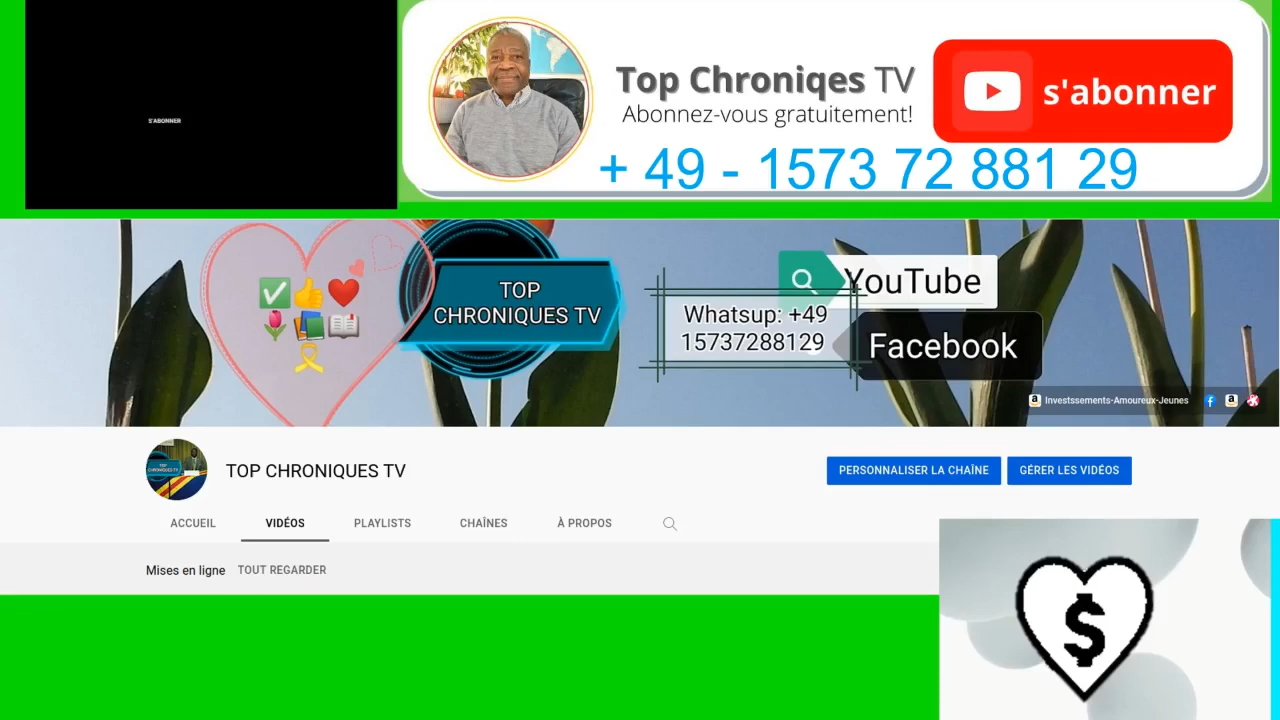 S'ABONNER
Top Chroniqes TV
Abonnez-vous gratuitement!
s'abonner
+ 49 - 1573 72 881 29
TOP
CHRONIQUES TV
YouTube
Whatsup: +49
15737288129
Facebook
Investssements-Amoureux-Jeunes
TOP CHRONIQUES TV
PERSONNALISER LA CHAÎNE
GÉRER LES VIDÉOS
ACCUEIL
VIDÉOS
PLAYLISTS
CHAÎNES
À PROPOS
Mises en ligne
TOUT REGARDER
$